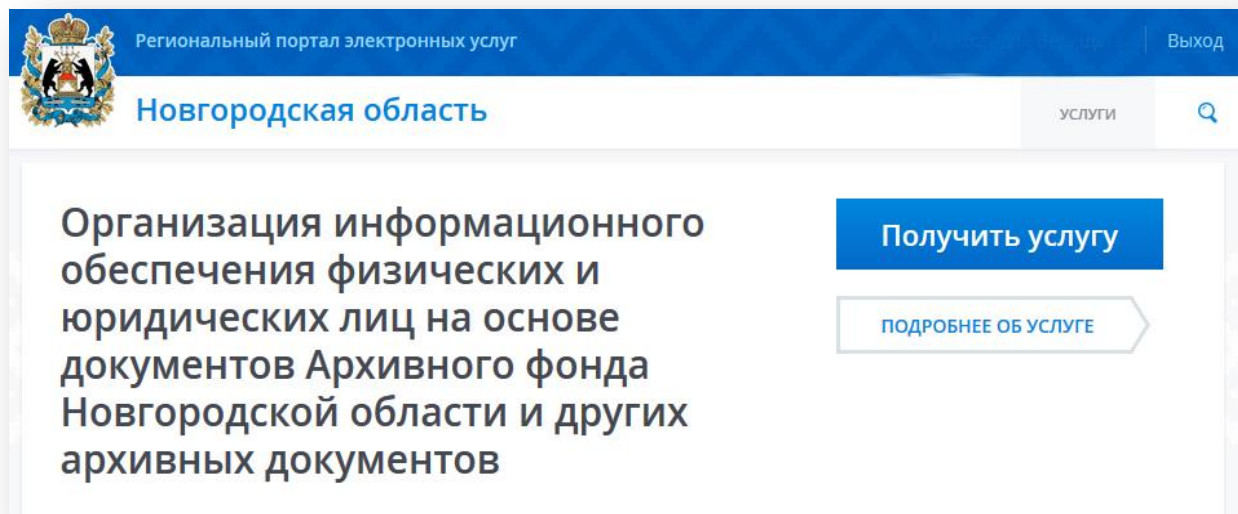 Региональный портал электронных услуг
Выход
Новгородская область
УСЛУГИ
Организация информационного
обеспечения физических и
юридических лиц на основе
документов Архивного фонда
Новгородской области и других
архивных документов
Получить услугу
ПОДРОБНЕЕ ОБ УСЛУГЕ